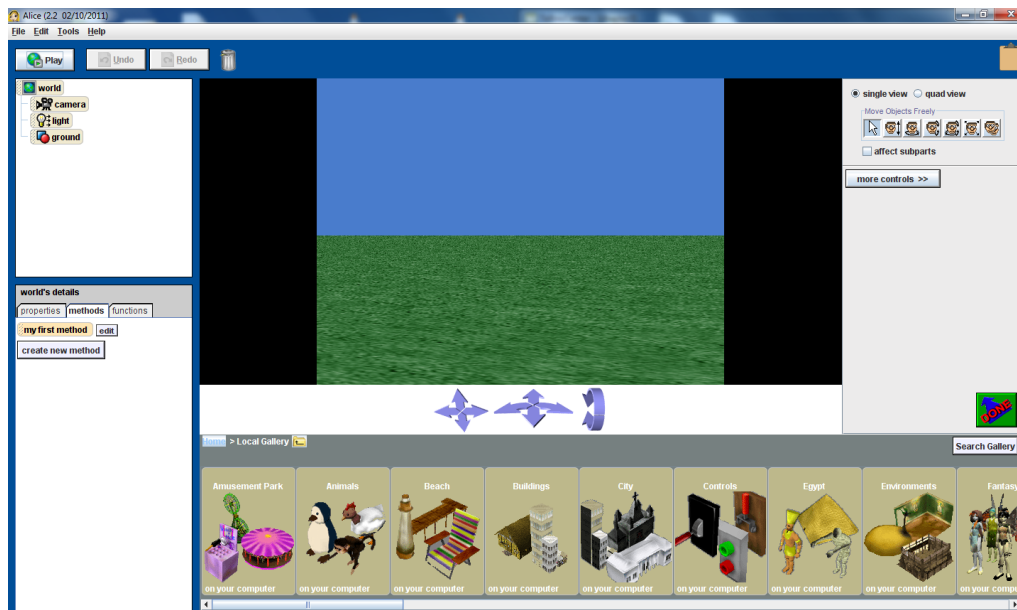 Alice (2.2 02/10/2011)
File Edit Tools Help
Play Undo Redo
world
camera
light
ground
single view quad view
Move Objects Freely
affect subparts
more controls >>
world's details
properties methods functions
my first method edit
create new method
DONE
Home > Local Gallery
Search Gallery
Amusement Park Animals Beach Buildings City Controls Egypt Environments Fantasy
on your computer on your computer on your computer on your computer on your computer on your computer on your computer on your computer on your compu